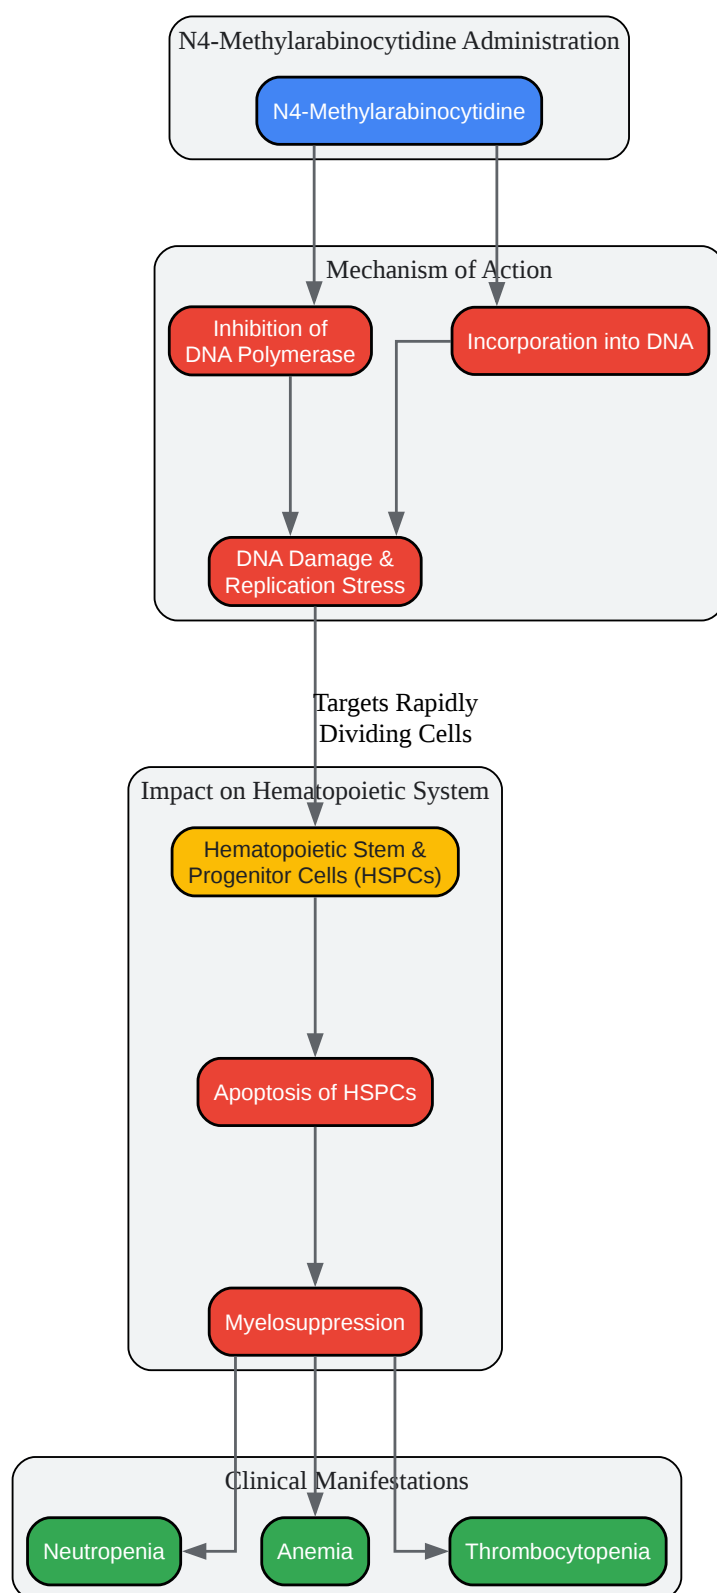 N4-Methylarabinocytidine Administration
N4-Methylarabinocytidine
Mechanism of Action
Inhibition of
DNA Polymerase
Incorporation into DNA
DNA Damage &
Replication Stress
Targets Rapidly
Dividing Cells
Impact on Hematopoietic System
Hematopoietic Stem &
Progenitor Cells (HSPCs)
Apoptosis of HSPCs
Myelosuppression
Clinical Manifestations
Neutropenia
Anemia
Thrombocytopenia